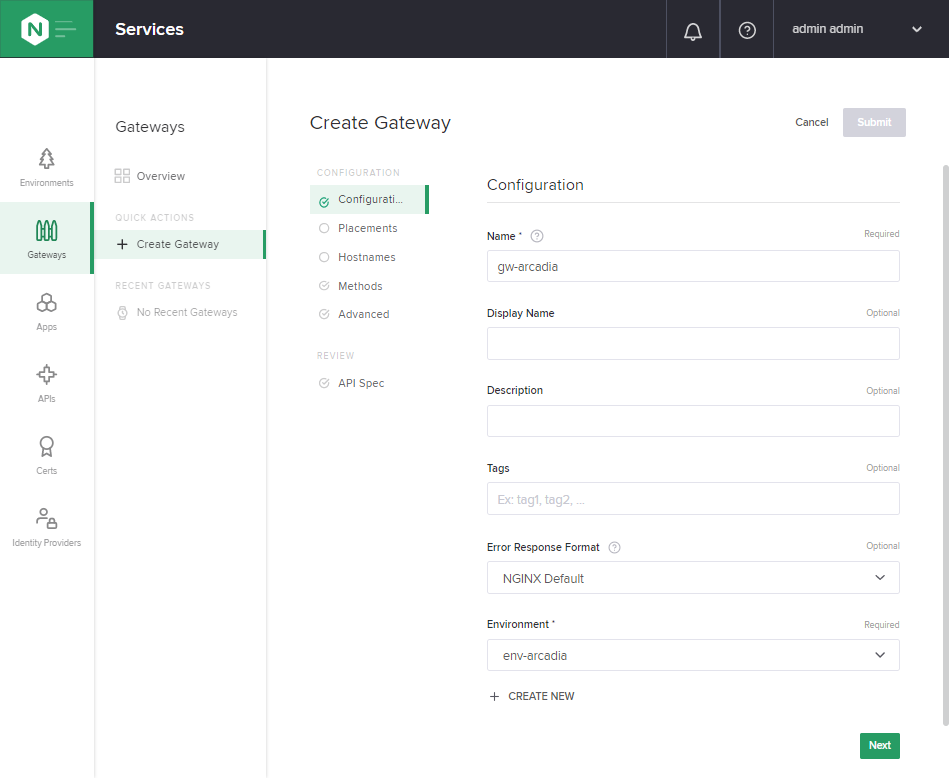 N
Services
admin admin
Environments
Gateways
Apps
APIs
Certs
Identity Providers
Gateways
Overview
QUICK ACTIONS
Create Gateway
RECENT GATEWAYS
No Recent Gateways
Create Gateway
Cancel
Submit
CONFIGURATION
Configurati...
Placements
Hostnames
Methods
Advanced
REVIEW
API Spec
Configuration
Name *
Required
gw-arcadia
Display Name
Optional
Description
Optional
Tags
Optional
Ex: tag1, tag2, ...
Error Response Format
Optional
NGINX Default
Environment *
Required
env-arcadia
CREATE NEW
Next